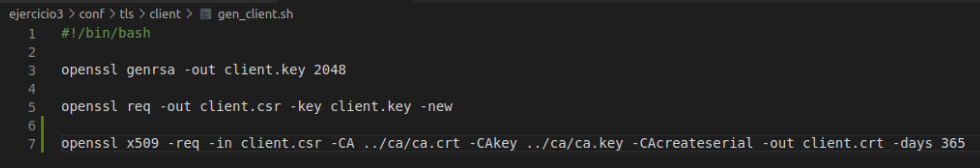 ejercicio3 > conf > tls > client > gen_client.sh
1 #!/bin/bash
2
3 openssl genrsa -out client.key 2048
4
5 openssl req -out client.csr -key client.key -new
6
7 openssl x509 -req -in client.csr -CA ../ca/ca.crt -CAkey ../ca/ca.key -CAcreateserial -out client.crt -days 365